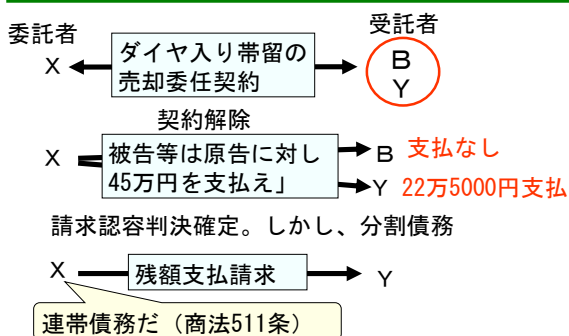 委託者
受託者
X
ダイヤ入り帯留の
売却委任契約
B
Y
契約解除
X
被告等は原告に対し
45万円を支払え」
B 支払なし
Y 22万5000円支払
請求認容判決確定。しかし、分割債務
X
残額支払請求
Y
連帯債務だ（商法511条）